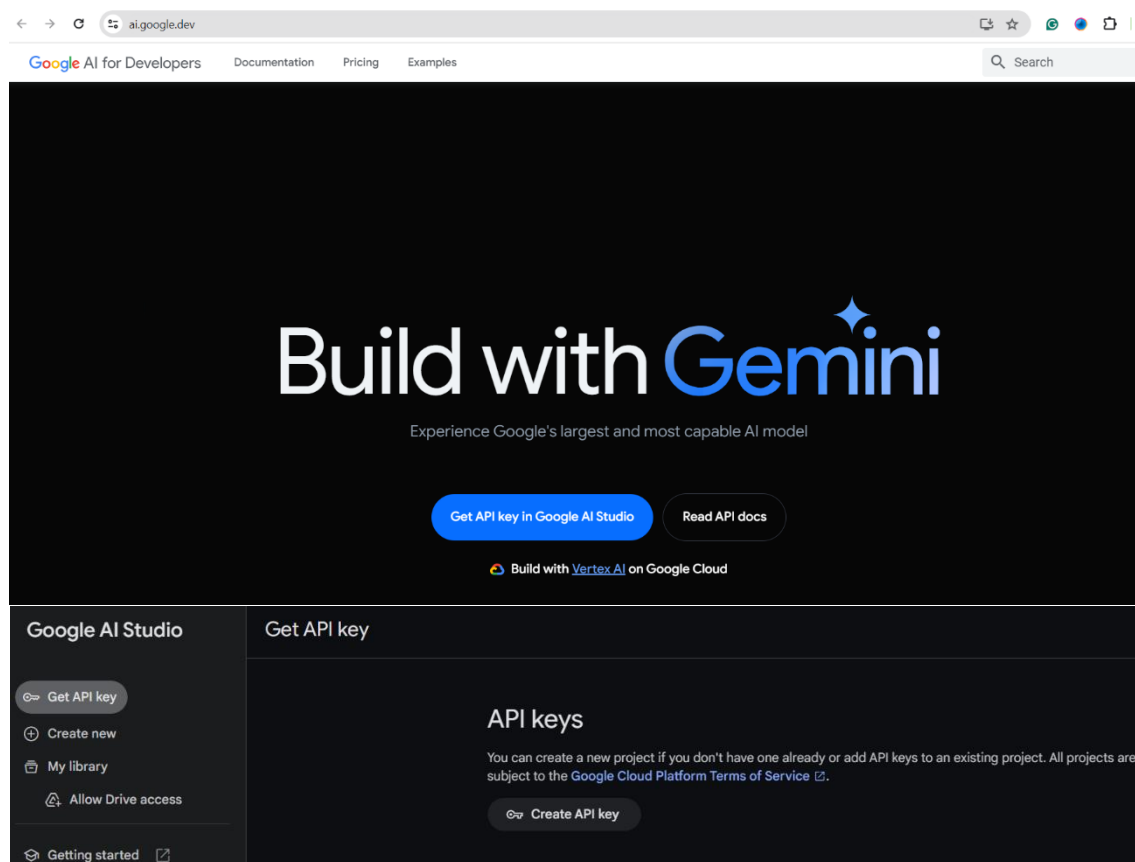 ai.google.dev
Google AI for Developers Documentation Pricing Examples Search
Build with Gemini
Experience Google's largest and most capable AI model
Get API key in Google AI Studio Read API docs
Build with Vertex AI on Google Cloud
Google AI Studio Get API key
Get API key
Create new
My library
Allow Drive access
Getting started
API keys
You can create a new project if you don't have one already or add API keys to an existing project. All projects are
subject to the Google Cloud Platform Terms of Service.
Create API key